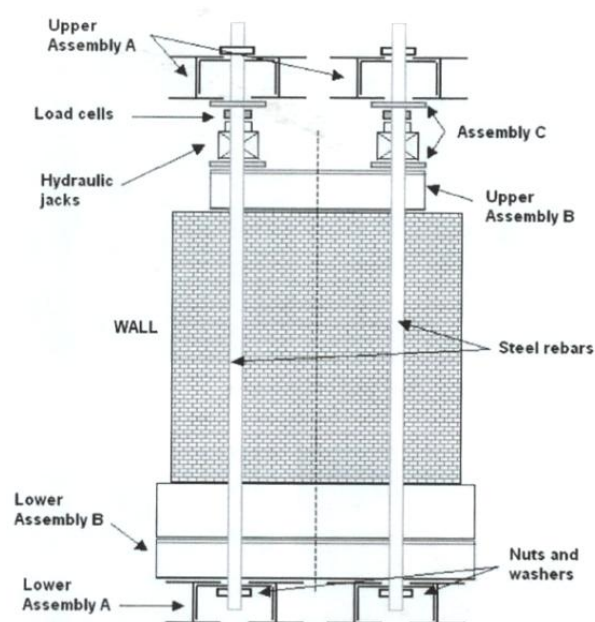 Upper
Assembly A
Load cells
Assembly C
Hydraulic
jacks
Upper
Assembly B
WALL
Steel rebars
Lower
Assembly B
Nuts and
washers
Lower
Assembly A